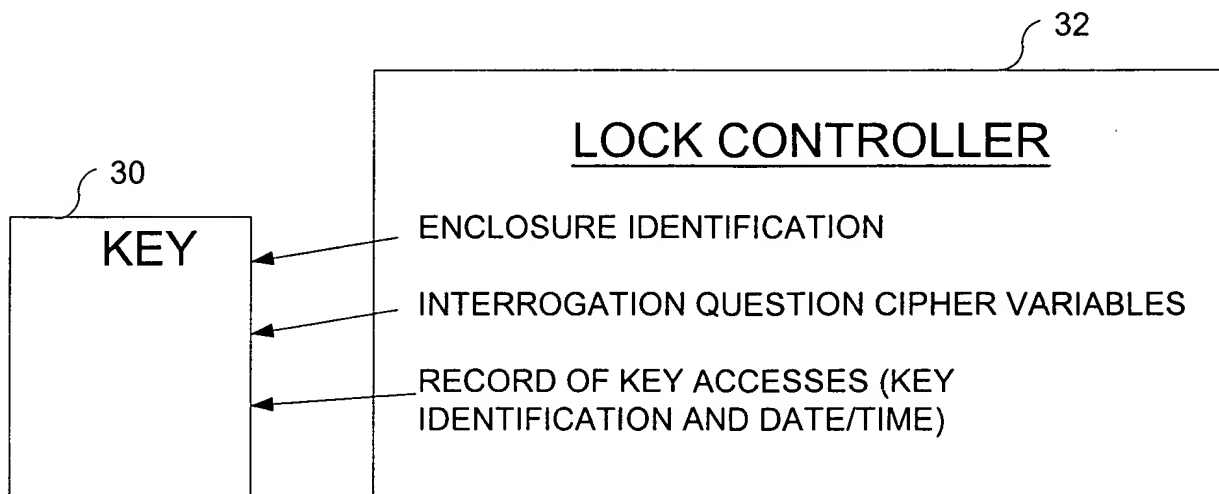 32
LOCK CONTROLLER
30
KEY
ENCLOSURE IDENTIFICATION
INTERROGATION QUESTION CIPHER VARIABLES
RECORD OF KEY ACCESSES (KEY
IDENTIFICATION AND DATE/TIME)